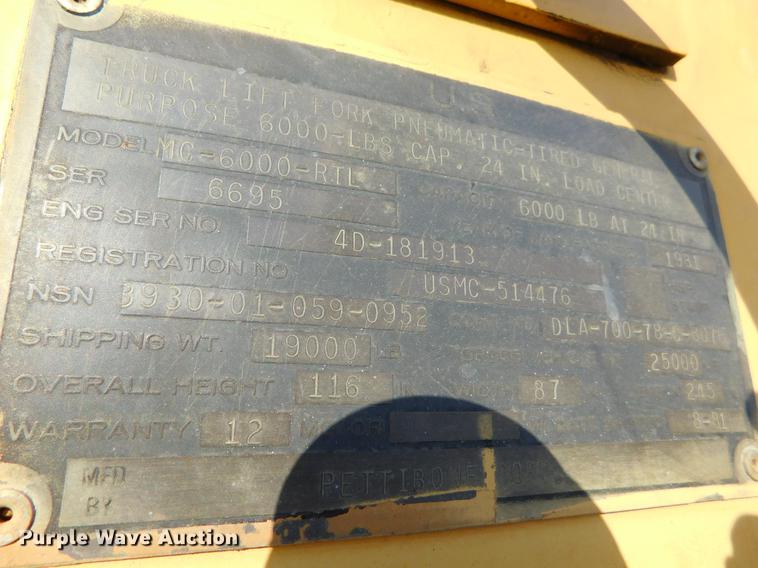 U.S.
TRUCK LIFT FORK PNEUMATIC-TIRED GENERAL
PURPOSE 6000-LBS CAP. 24 IN. LOAD CENTER
MODEL MC-6000-RTL
SER 6695 CAPACITY 6000 LB AT 24 IN
ENG SER NO. 4D-181913 1981
REGISTRATION NO USMC-514476
NSN 3930-01-059-0952 DLA-700-78-C-
SHIPPING WT. 19000 LB 25000
OVERALL HEIGHT 116 IN 87 245
WARRANTY 12 8-81
MFD BY PETTIBONE
Purple Wave Auction